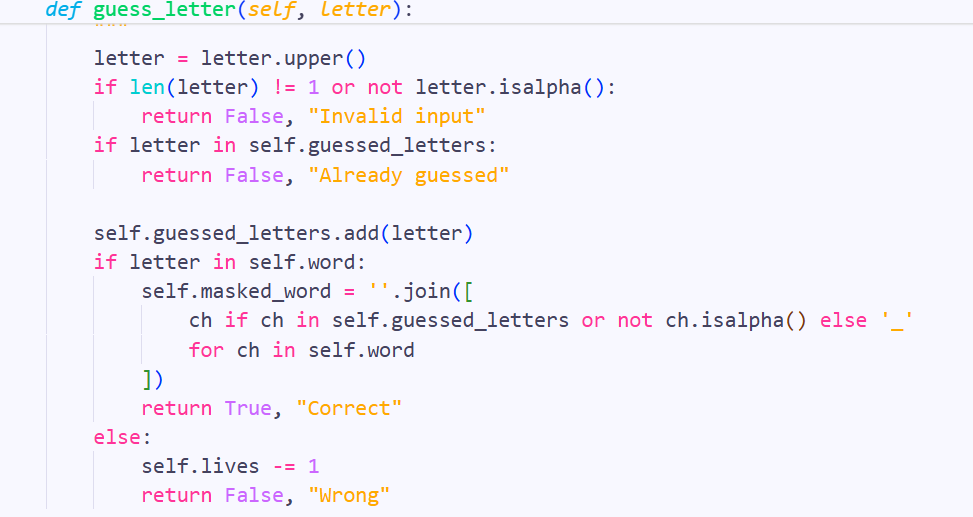 def guess_letter(self, letter):
"""
letter = letter.upper()
if len(letter) != 1 or not letter.isalpha():
return False, "Invalid input"
if letter in self.guessed_letters:
return False, "Already guessed"
self.guessed_letters.add(letter)
if letter in self.word:
self.masked_word = ''.join([
ch if ch in self.guessed_letters or not ch.isalpha() else '_'
for ch in self.word
])
return True, "Correct"
else:
self.lives -= 1
return False, "Wrong"